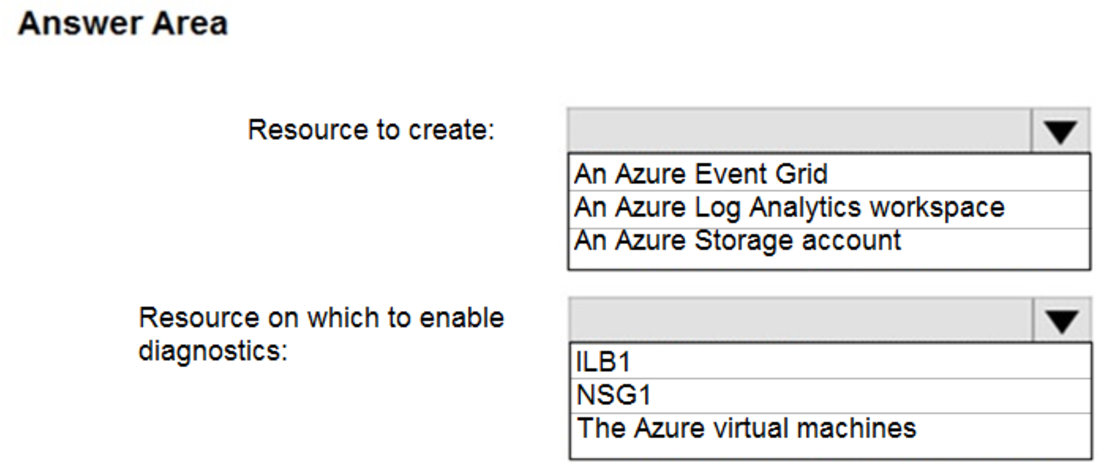 Answer Area
Resource to create:
An Azure Event Grid
An Azure Log Analytics workspace
An Azure Storage account
Resource on which to enable
diagnostics:
ILB1
NSG1
The Azure virtual machines